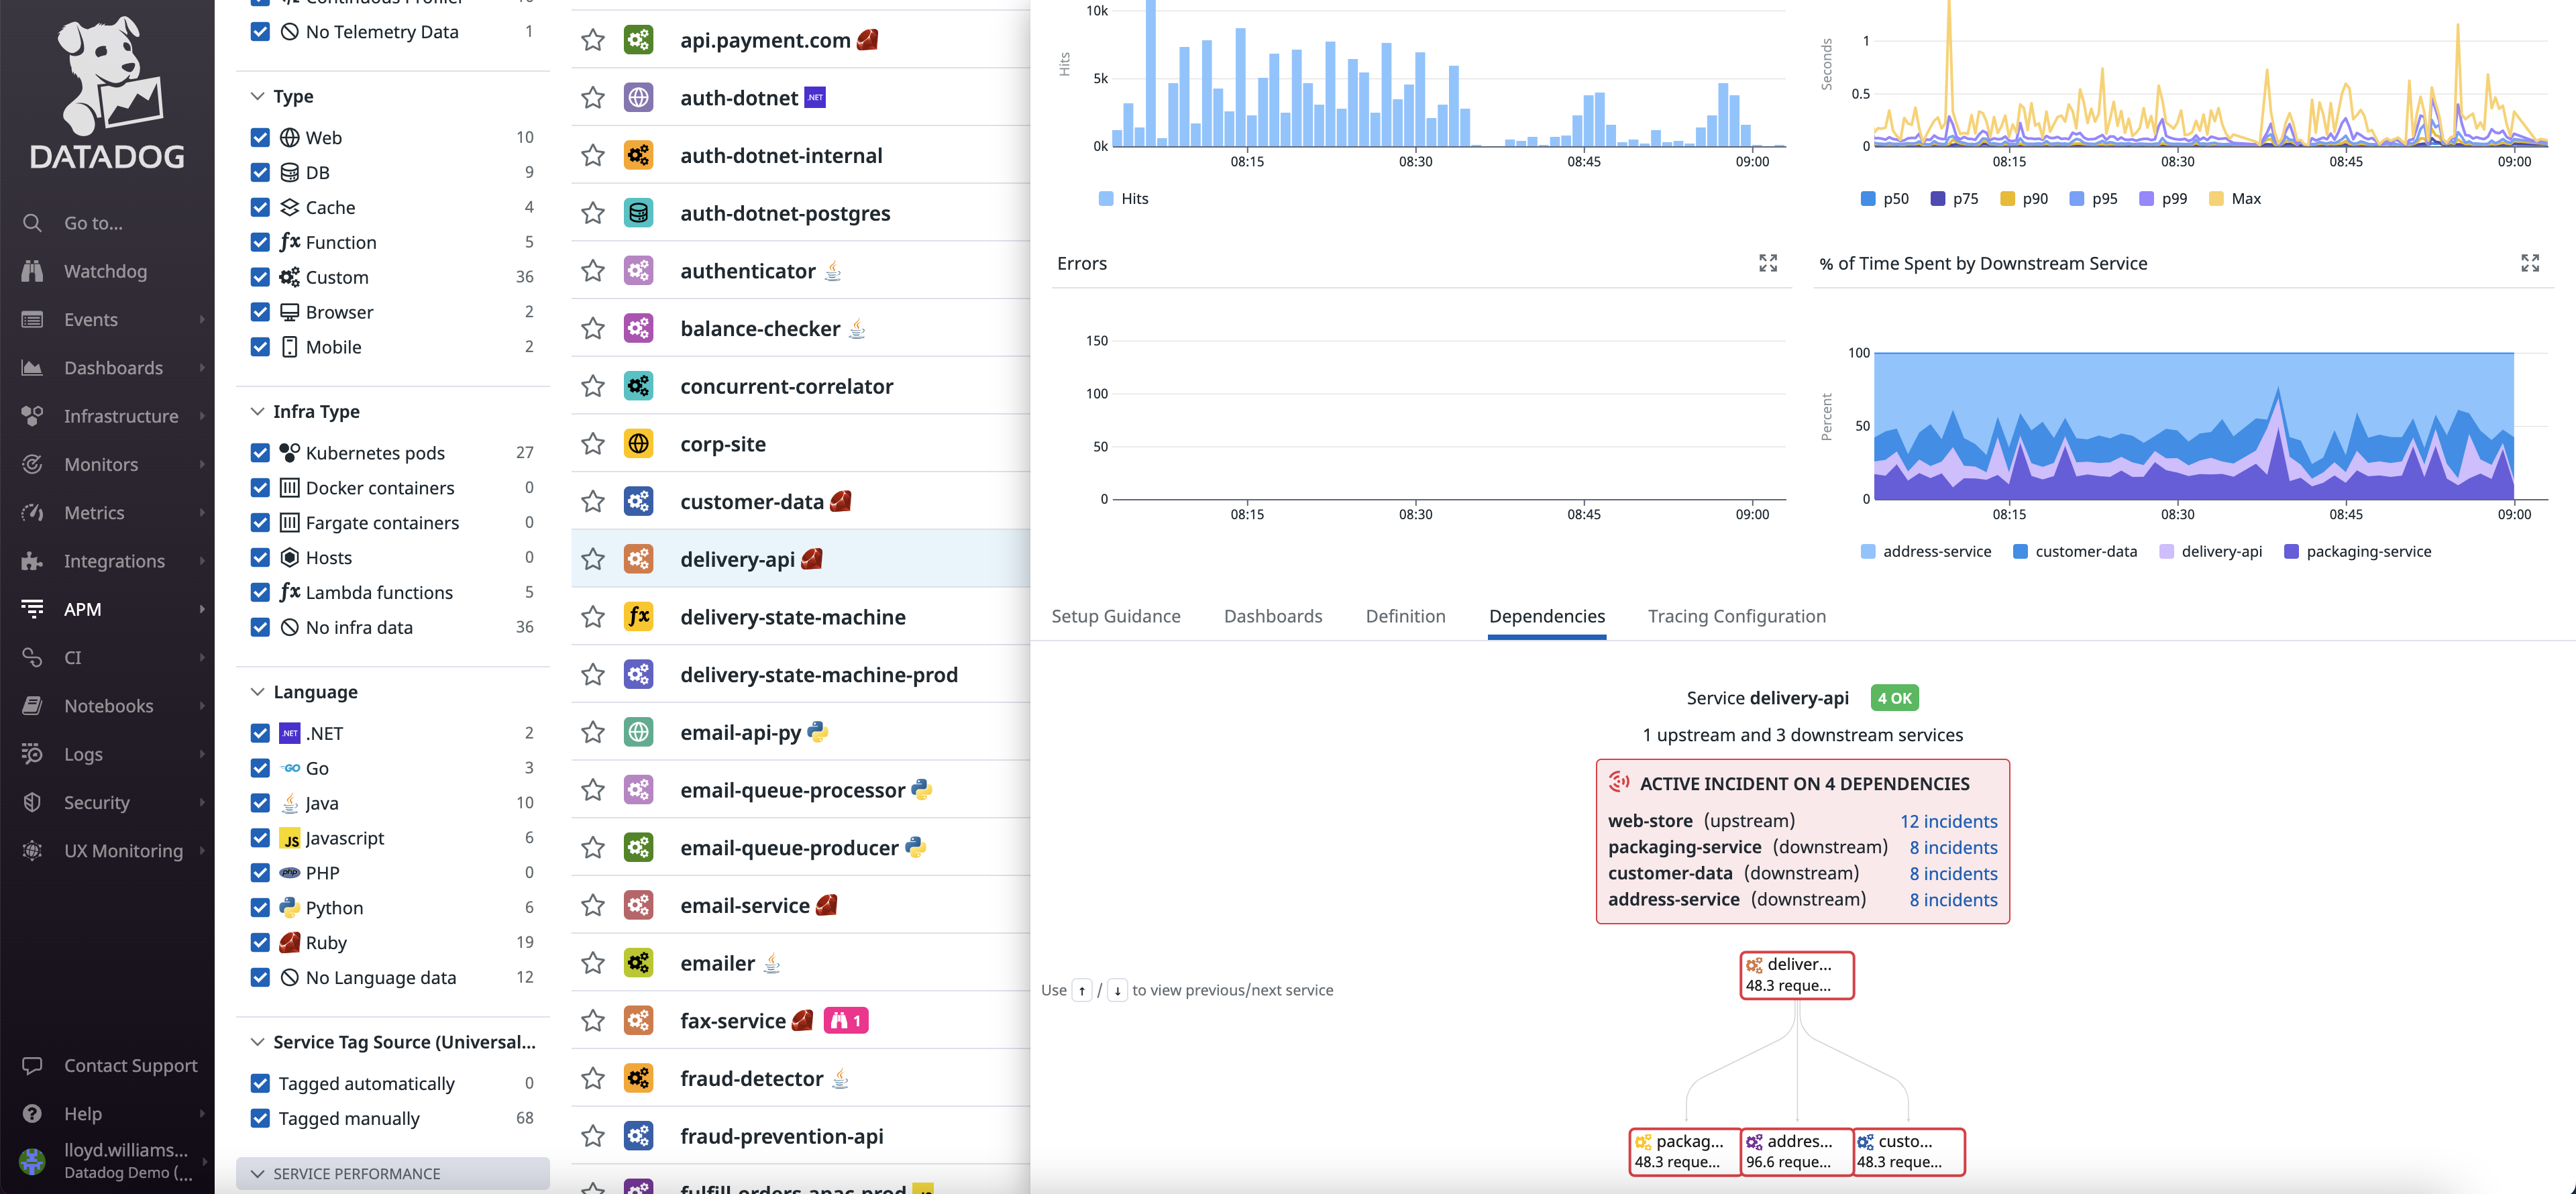 DATADOG
Go to...
Watchdog
Events
Dashboards
Infrastructure
Monitors
Metrics
Integrations
APM
CI
Notebooks
Logs
Security
UX Monitoring
Contact Support
Help
lloyd.williams...
Datadog Demo (...
No Telemetry Data 1
Type
Web 10
DB 9
Cache 4
Function 5
Custom 36
Browser 2
Mobile 2
Infra Type
Kubernetes pods 27
Docker containers 0
Fargate containers 0
Hosts 0
Lambda functions 5
No infra data 36
Language
.NET .NET 2
GO Go 3
Java 10
JS Javascript 6
php PHP 0
Python 6
Ruby 19
No Language data 12
Service Tag Source (Universal...
Tagged automatically 0
Tagged manually 68
SERVICE PERFORMANCE
api.payment.com
auth-dotnet .NET
auth-dotnet-internal
auth-dotnet-postgres
authenticator
balance-checker
concurrent-correlator
corp-site
customer-data
delivery-api
fx delivery-state-machine
delivery-state-machine-prod
email-api-py
email-queue-processor
email-queue-producer
email-service
emailer
fax-service 1
fraud-detector
fraud-prevention-api
fulfill-orders-apac-prod
Hits
10k
5k
0k
08:15 08:30 08:45 09:00
Hits
Seconds
1
0.5
0
08:15 08:30 08:45 09:00
p50 p75 p90 p95 p99 Max
Errors
150
100
50
0
08:15 08:30 08:45 09:00
% of Time Spent by Downstream Service
Percent
100
50
0
08:15 08:30 08:45 09:00
address-service customer-data delivery-api packaging-service
Setup Guidance Dashboards Definition Dependencies Tracing Configuration
Service delivery-api 4 OK
1 upstream and 3 downstream services
ACTIVE INCIDENT ON 4 DEPENDENCIES
web-store (upstream) 12 incidents
packaging-service (downstream) 8 incidents
customer-data (downstream) 8 incidents
address-service (downstream) 8 incidents
Use ↑ / ↓ to view previous/next service
deliver...
48.3 reque...
packag...
48.3 reque...
addres...
96.6 reque...
custo...
48.3 reque...